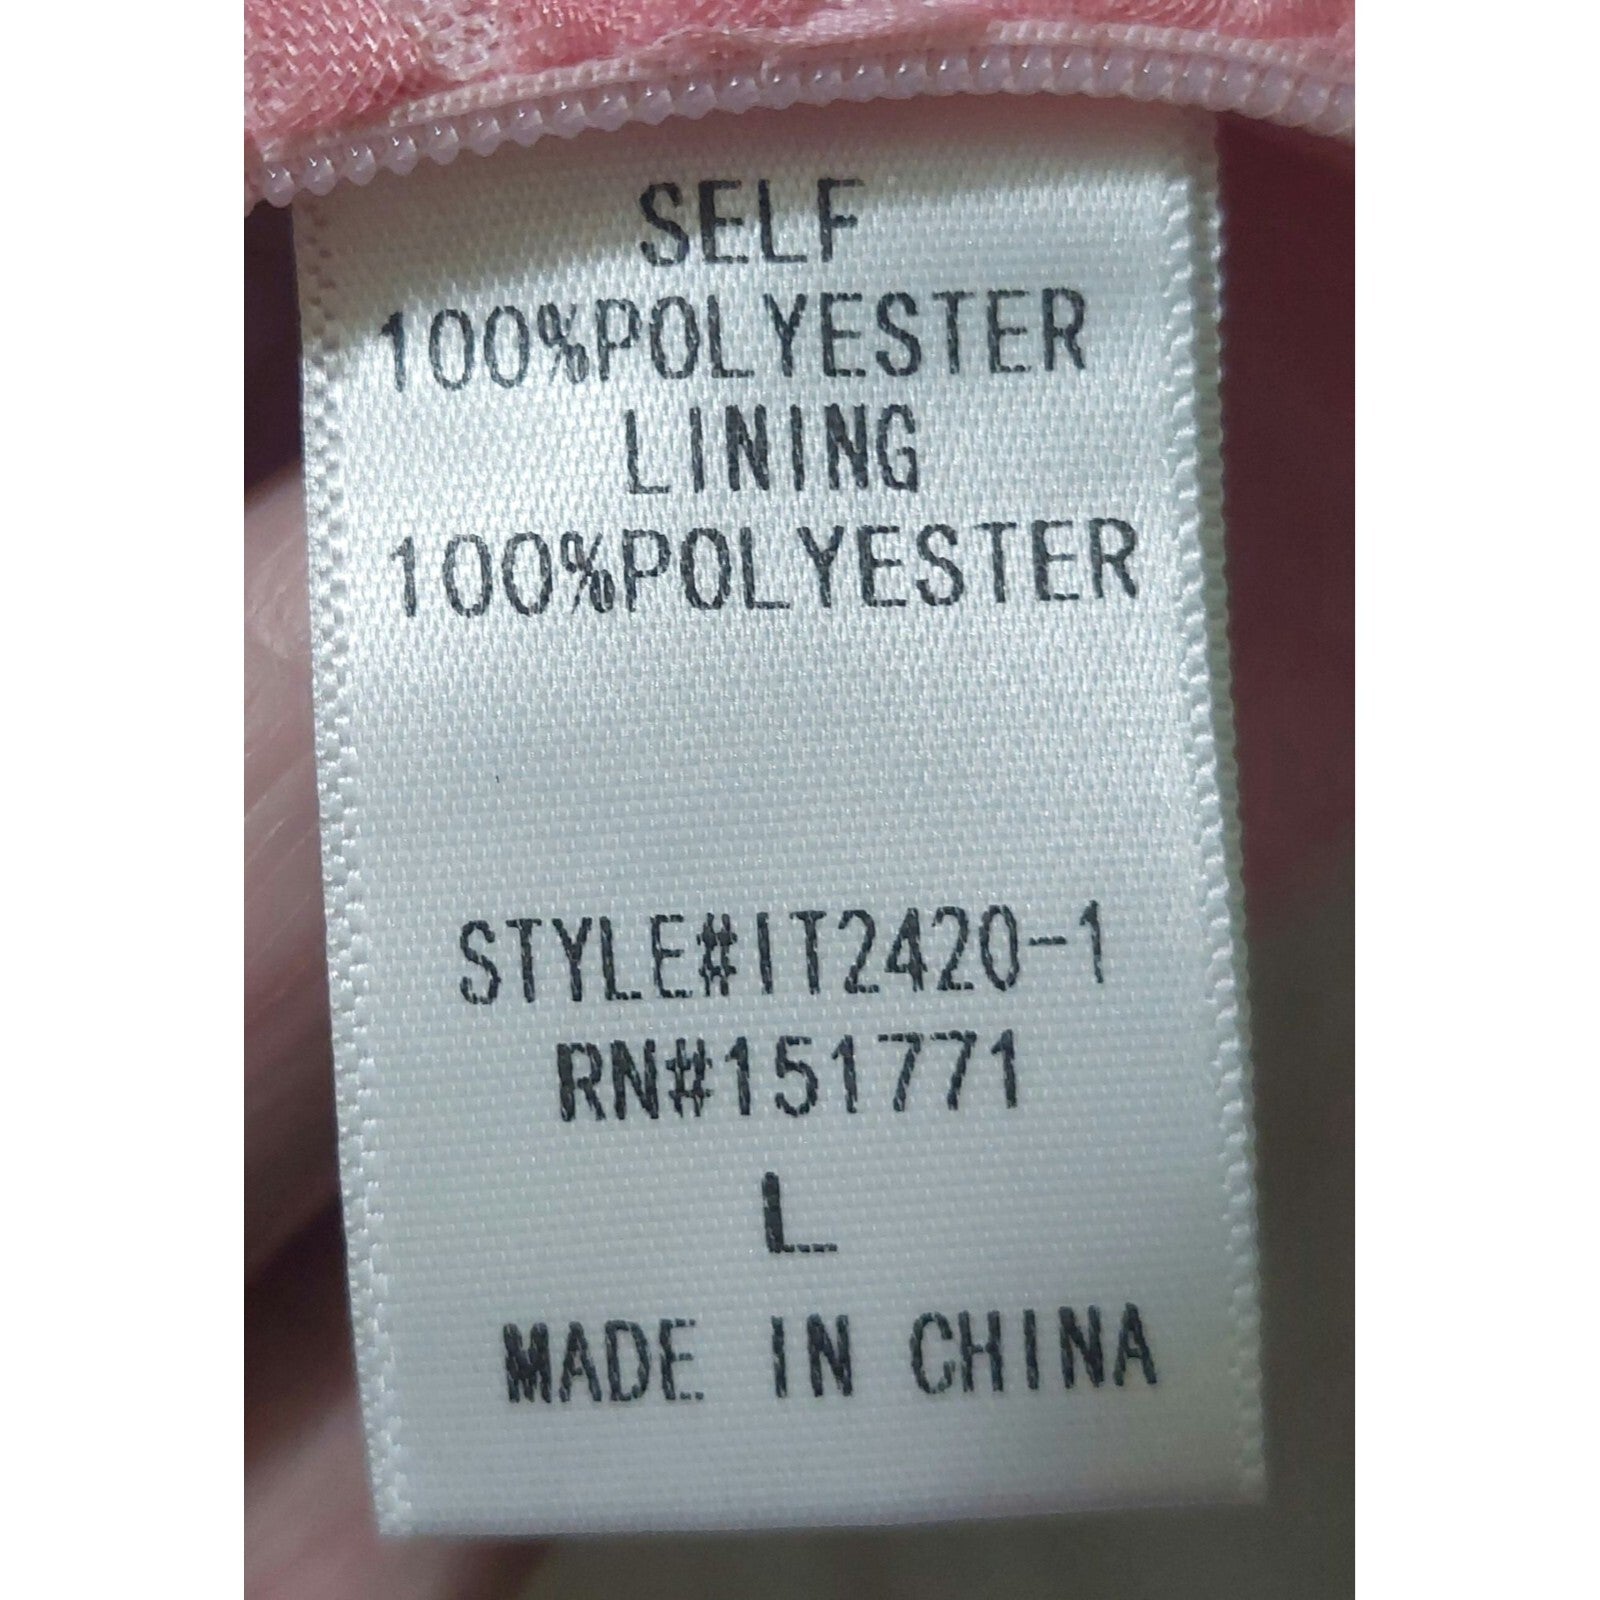 SELF
100%POLYESTER
LINING
100%POLYESTER
STYLE#IT2420-1
RN#151771
L
MADE IN CHINA